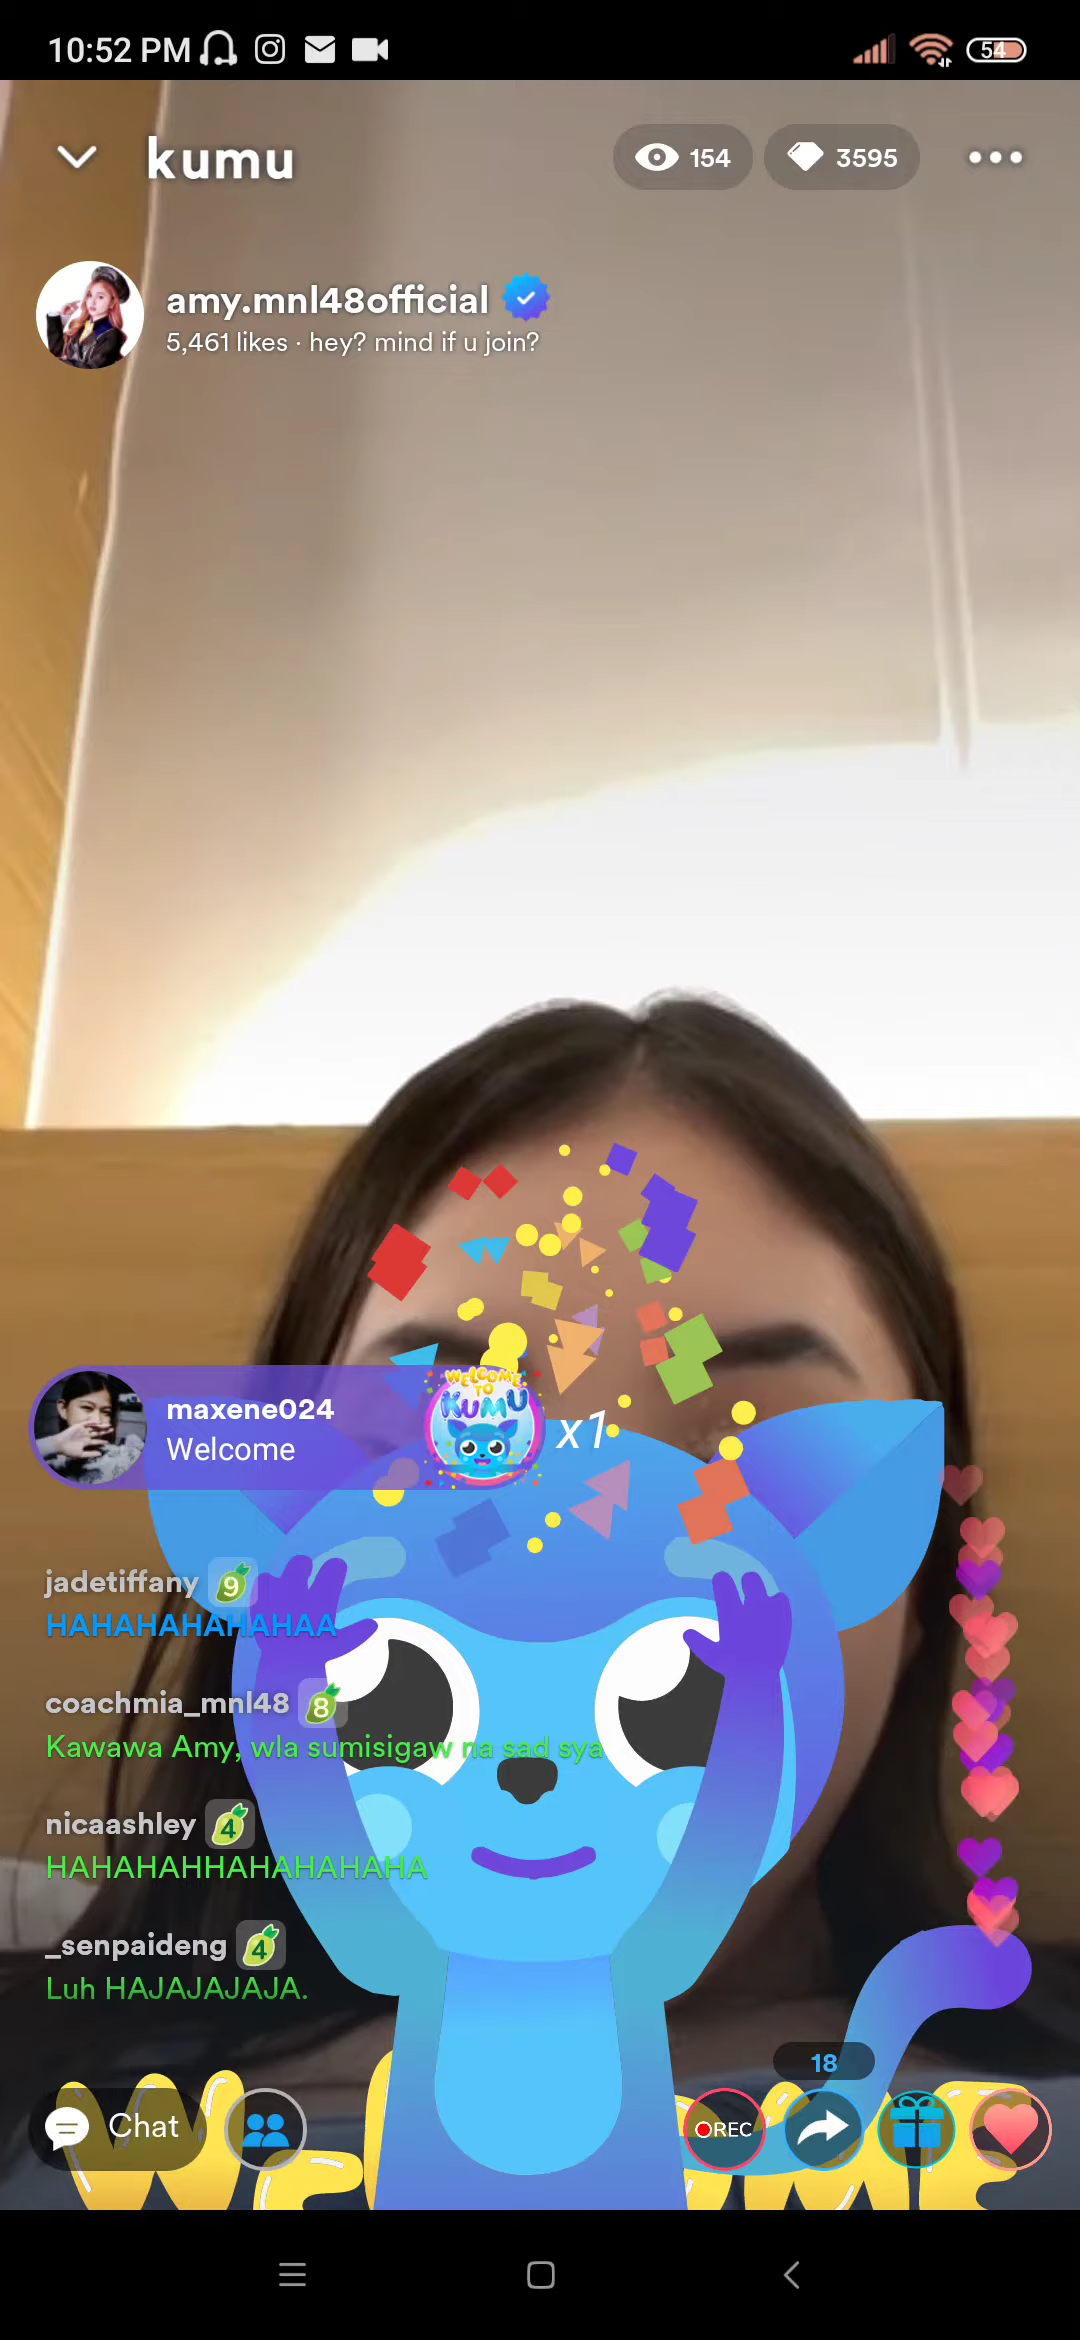 10:52 PM
54
kumu
154
3595
amy.mnl48official
5,461 likes · hey? mind if u join?
maxene024
Welcome
WELCOME
TO
KUMU
x1
jadetiffany 9
HAHAHAHAHAHAA
coachmia_mnl48 8
Kawawa Amy, wla sumisigaw na sad sya
nicaashley 4
HAHAHAHHAHAHAHAHA
_senpaideng 4
Luh HAJAJAJAJA.
18
Chat
REC